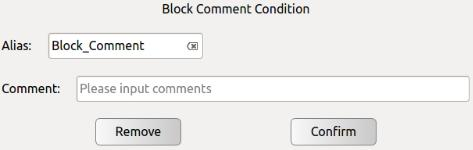 Block Comment Condition
Alias: Block_Comment
Comment: Please input comments
Remove Confirm